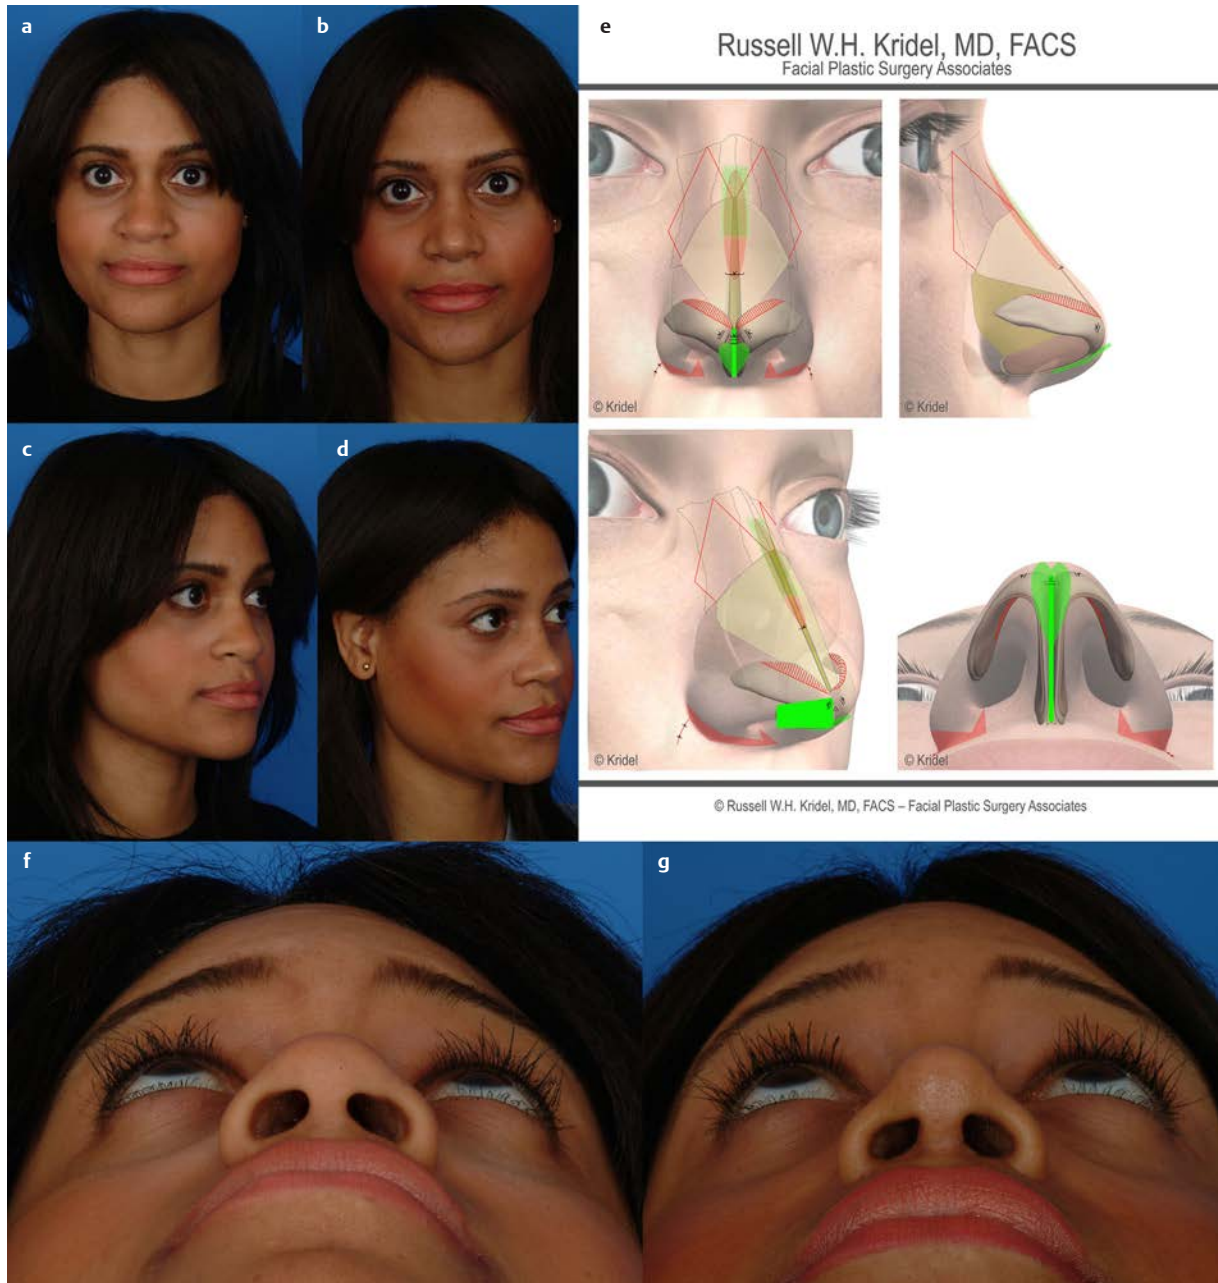 a
b
e
Russell W.H. Kridel, MD, FACS
Facial Plastic Surgery Associates
© Kridel
© Kridel
c
d
© Kridel
© Kridel
© Russell W.H. Kridel, MD, FACS – Facial Plastic Surgery Associates
f
g